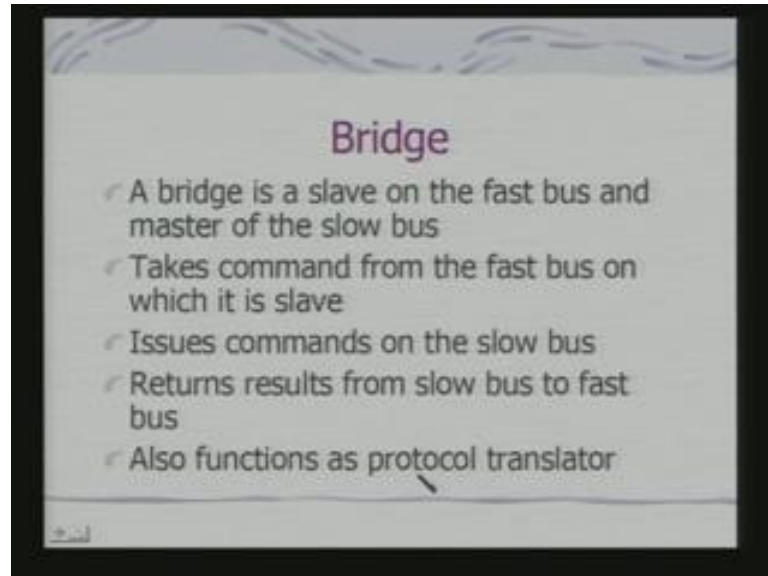 Bridge
A bridge is a slave on the fast bus and
master of the slow bus
Takes command from the fast bus on
which it is slave
Issues commands on the slow bus
Returns results from slow bus to fast
bus
Also functions as protocol translator